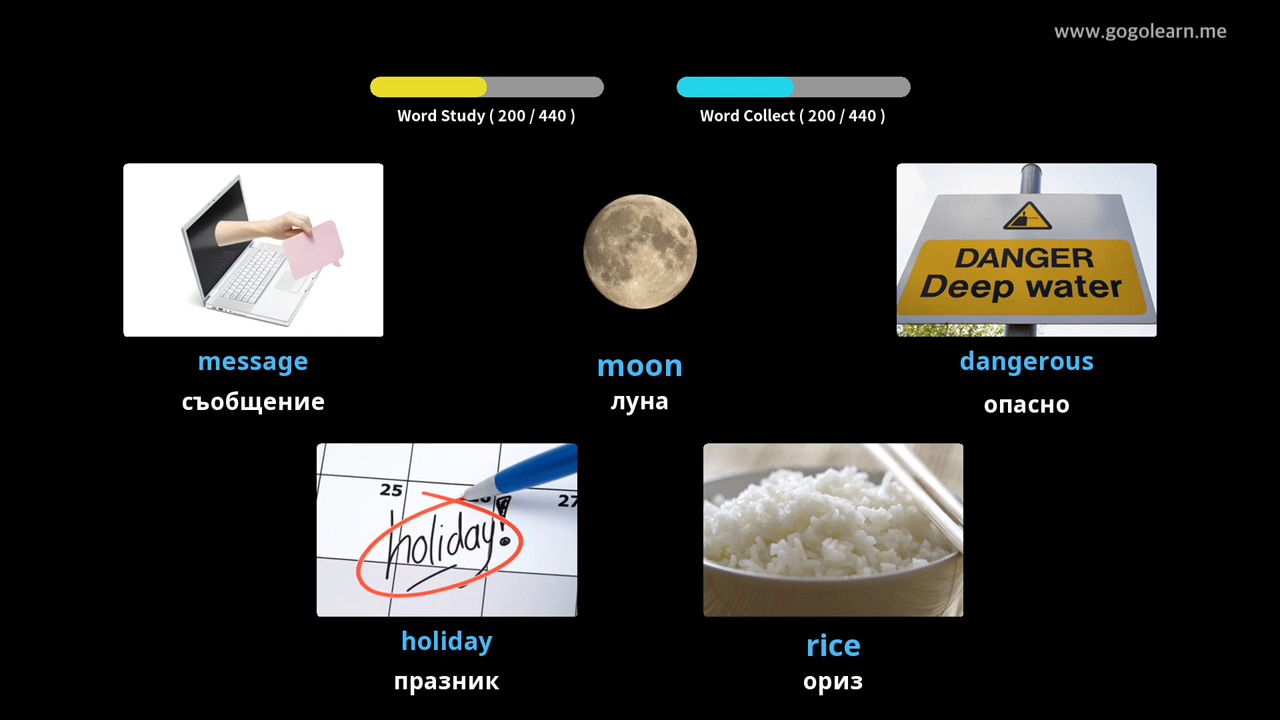 www.gogolearn.me
Word Study ( 200 / 440 )
Word Collect ( 200 / 440 )
DANGER
Deep water
message
moon
dangerous
съобщение
луна
опасно
25
27
holiday!
holiday
rice
празник
ориз